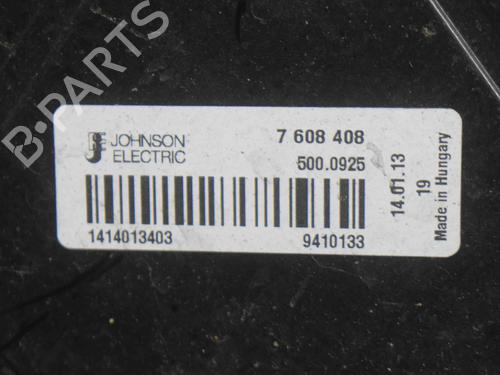 B-PARTS
JOHNSON
ELECTRIC
7 608 408
500.0925
1414013403
9410133
14.01.13
19
Made in Hungary